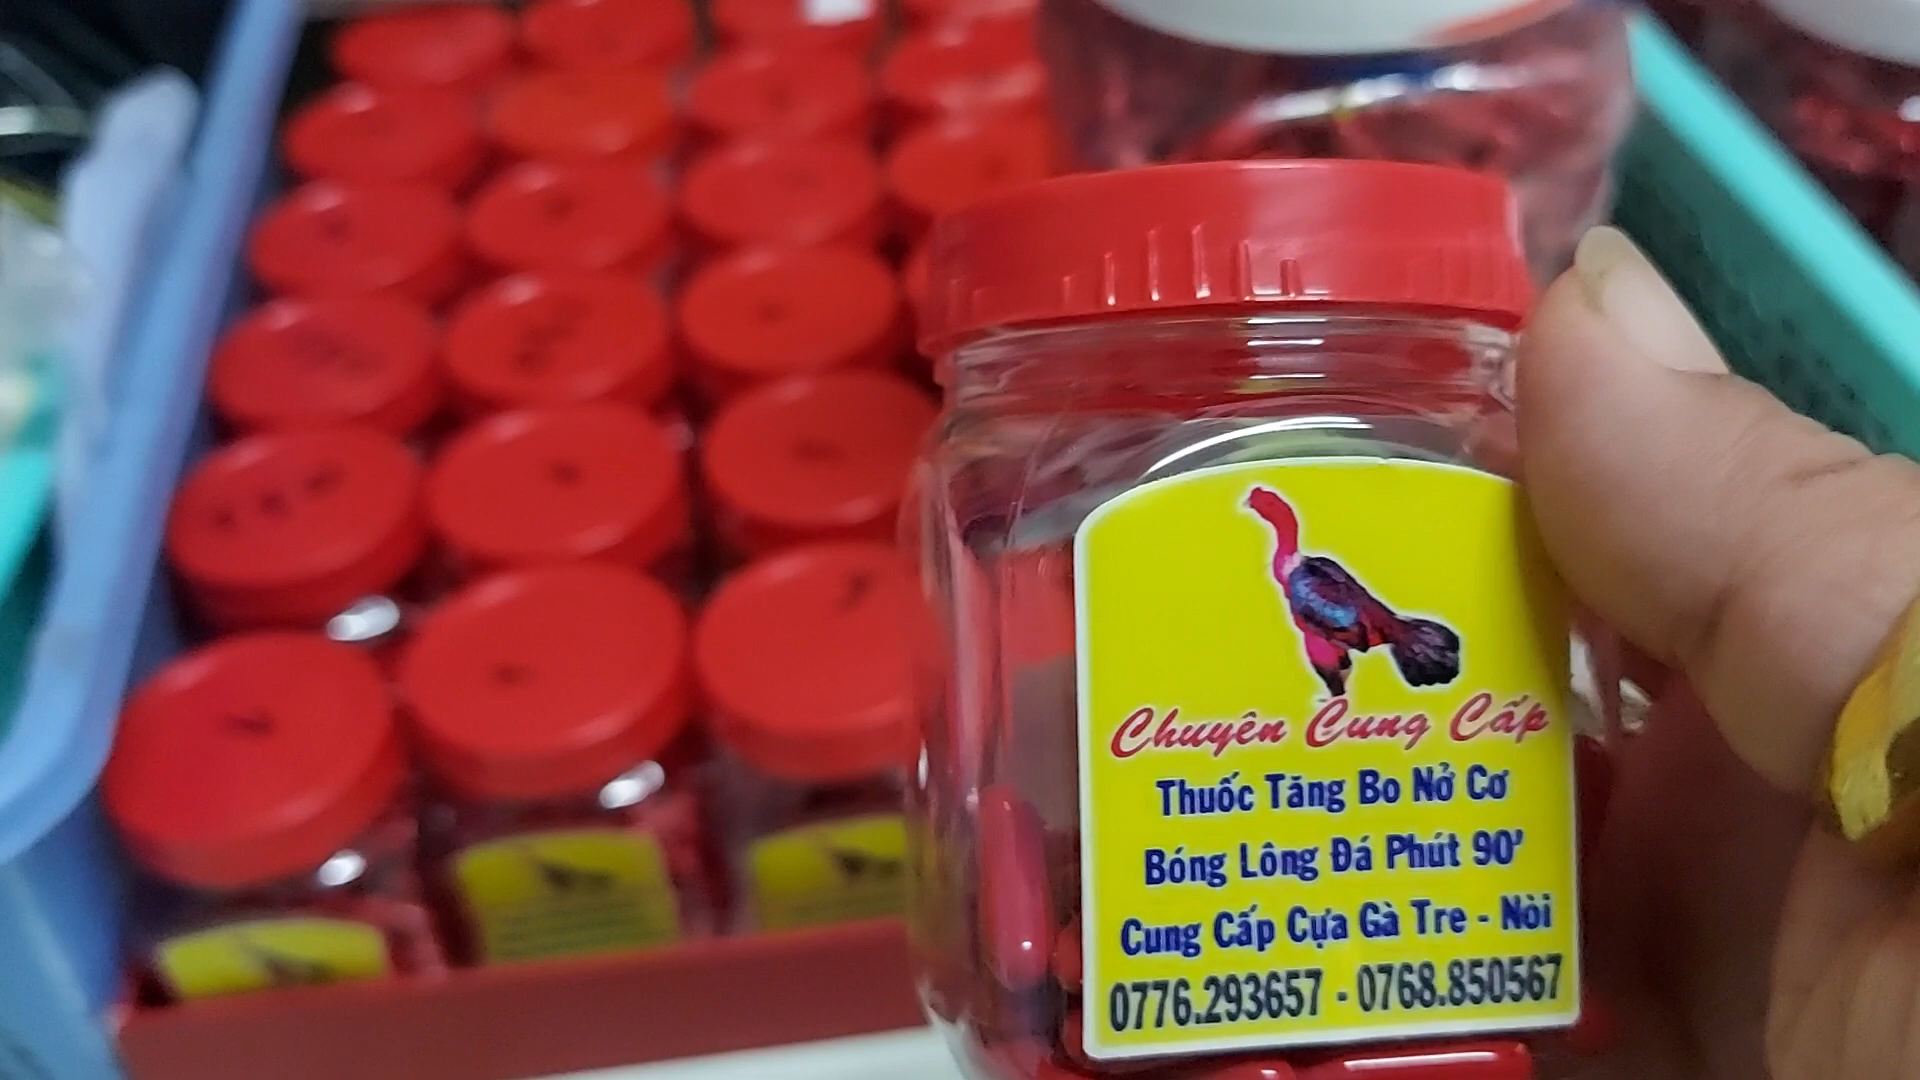 Chuyên Cung Cấp
Thuốc Tăng Bo Nở Cơ
Bóng Lông Đá Phút 90'
Cung Cấp Cựa Gà Tre - Nòi
0776.293657 - 0768.850567